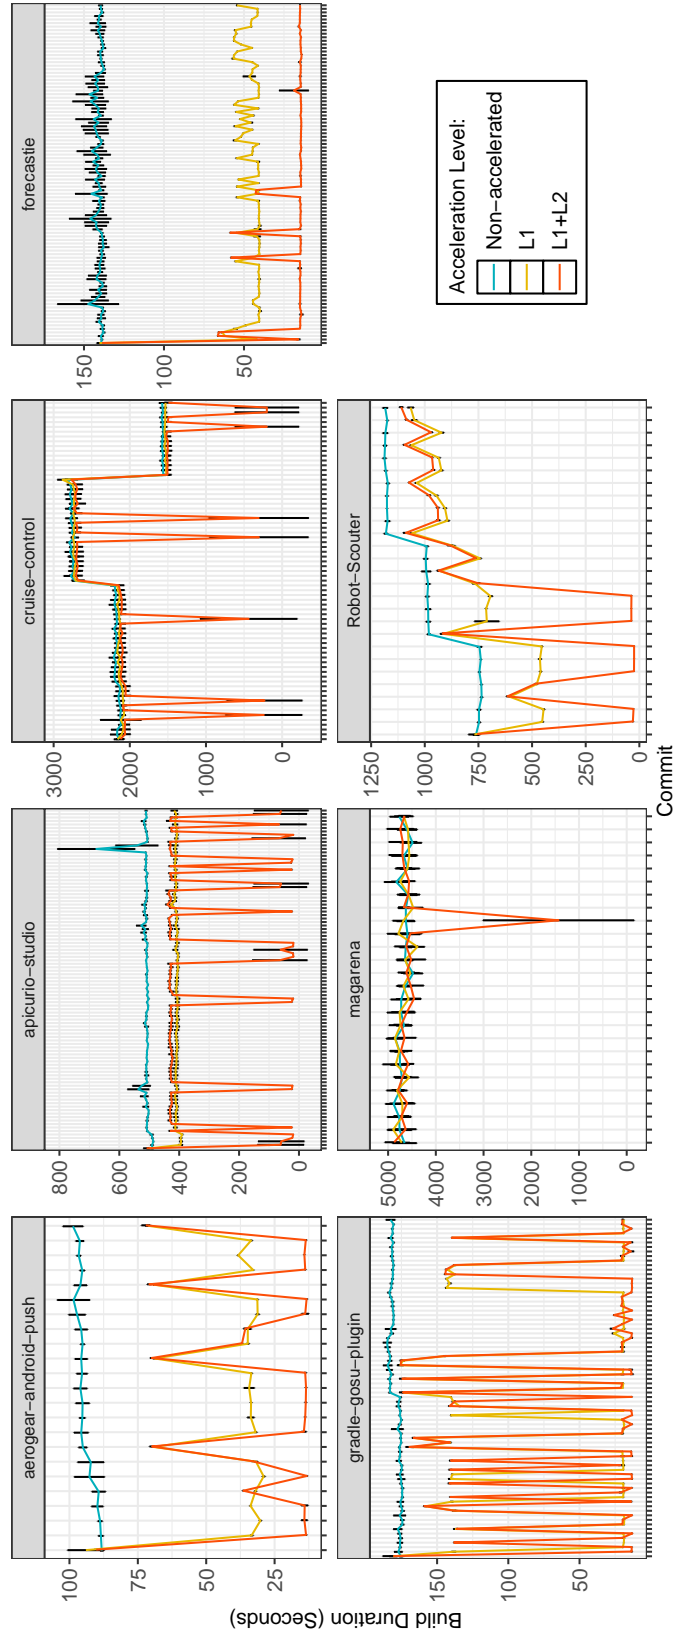 aerogear−android−push
100
75
50
25
apicurio−studio
800
600
400
200
0
cruise−control
3000
2000
1000
0
forecastie
150
100
50
gradle−gosu−plugin
150
100
50
magarena
5000
4000
3000
2000
1000
0
Robot−Scouter
1250
1000
750
500
250
0
Acceleration Level:
Non−accelerated
L1
L1+L2
Commit
Build Duration (Seconds)